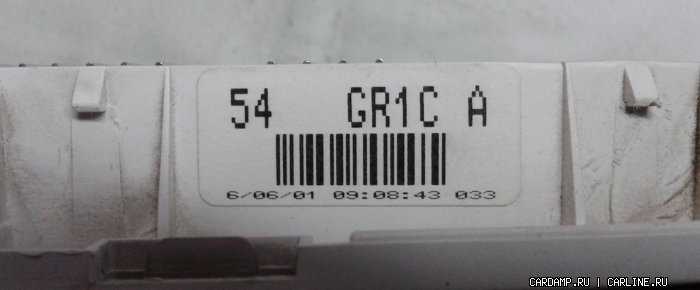 54 GR1C A
6/06/01 09:08:43 033
CARDAMP.RU | CARLINE.RU